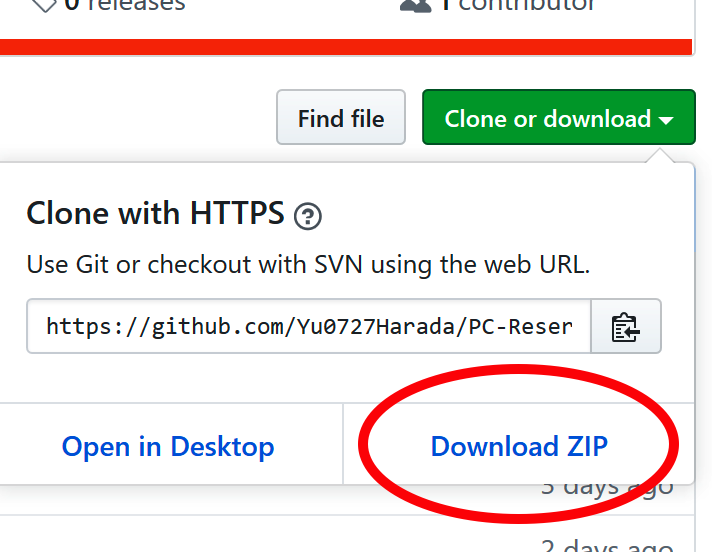 0 releases
1 contributor
Find file
Clone or download
Clone with HTTPS ?
Use Git or checkout with SVN using the web URL.
https://github.com/Yu0727Harada/PC-Reser
Open in Desktop
Download ZIP
3 days ago
2 days ago